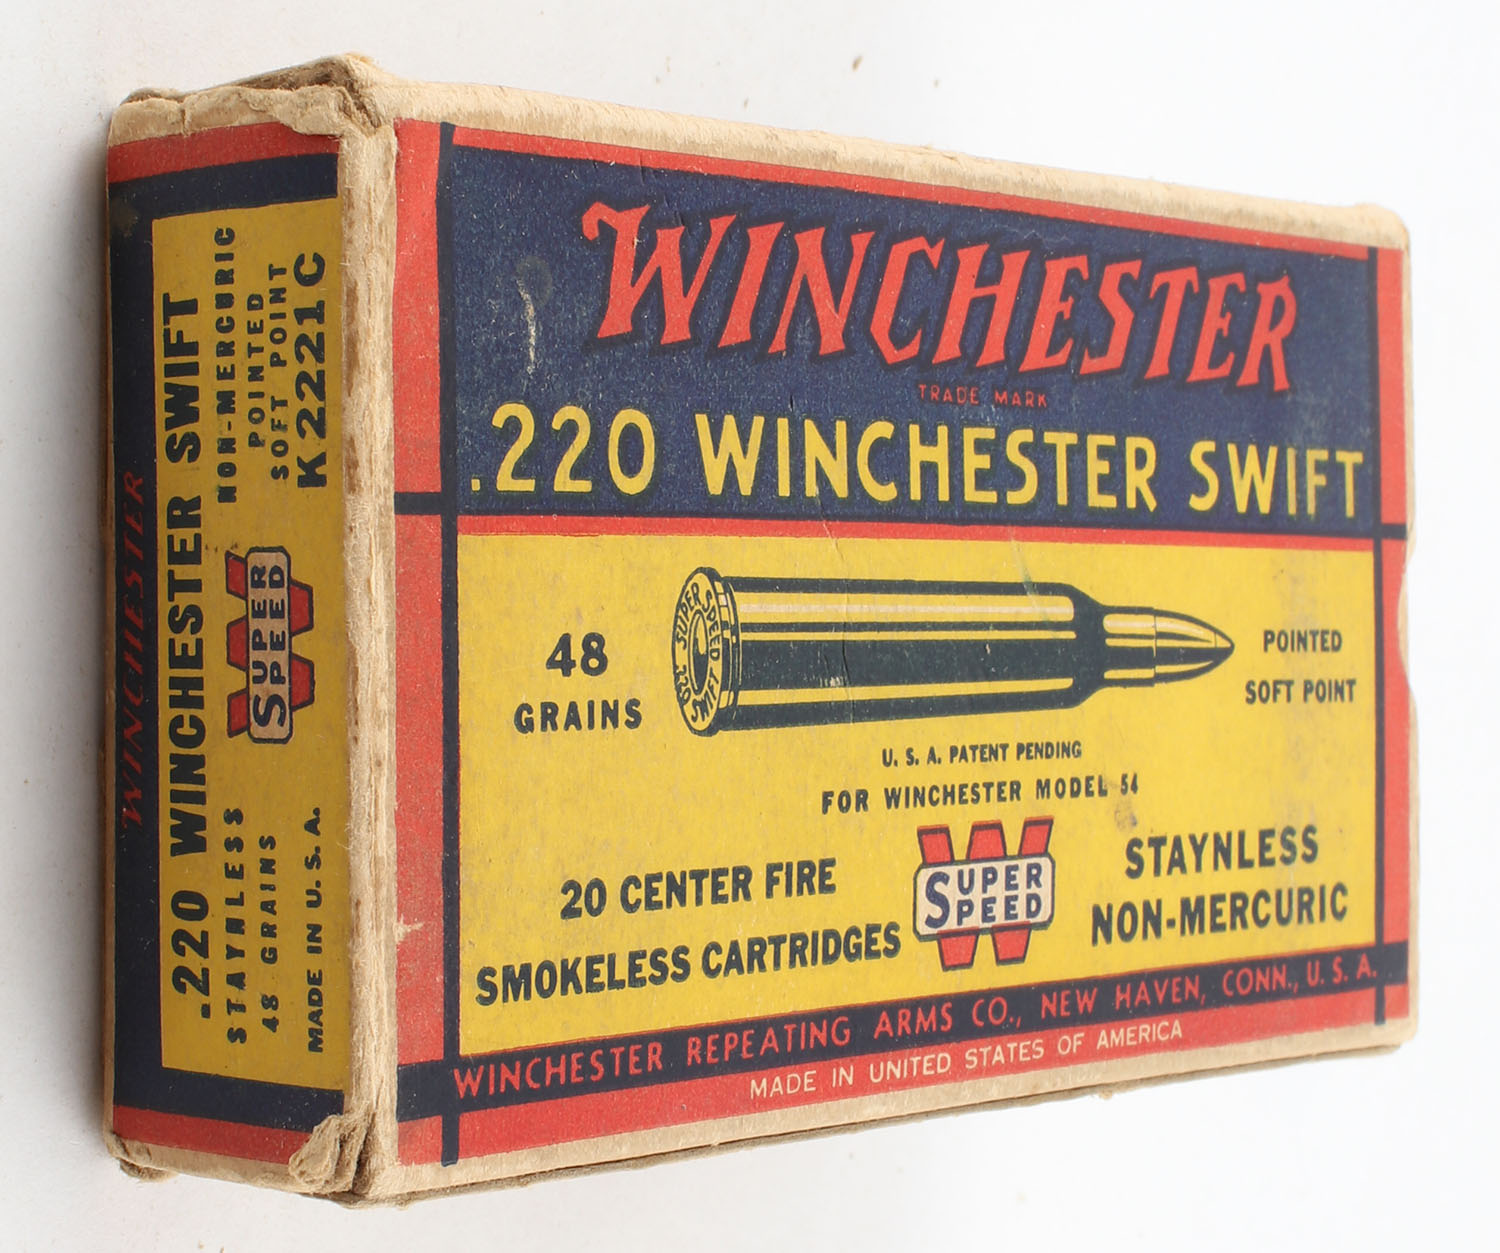 WINCHESTER
TRADE MARK
.220 WINCHESTER SWIFT
48
GRAINS
SUPER SPEED
220 SWIFT
POINTED
SOFT POINT
U. S. A. PATENT PENDING
FOR WINCHESTER MODEL 54
20 CENTER FIRE
SMOKELESS CARTRIDGES
SUPER
SPEED
STAYNLESS
NON-MERCURIC
WINCHESTER REPEATING ARMS CO., NEW HAVEN, CONN., U. S. A.
MADE IN UNITED STATES OF AMERICA
WINCHESTER
.220 WINCHESTER SWIFT
STAYNLESS
48 GRAINS
MADE IN U. S. A.
SUPER
SPEED
NON-MERCURIC
POINTED
SOFT POINT
K2221C